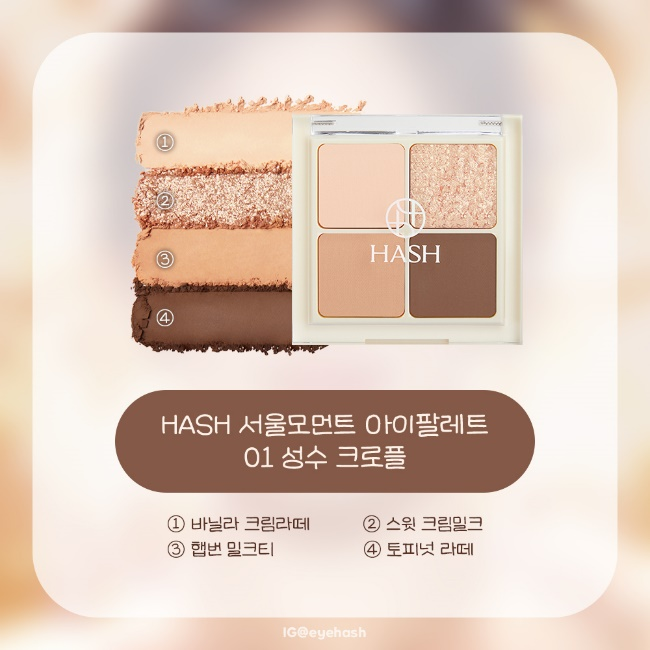 ①
②
③
④
HASH
HASH 서울모먼트 아이팔레트
01 성수 크로플
① 바닐라 크림라떼 ② 스윗 크림밀크
③ 햅번 밀크티 ④ 토피넛 라떼
IG@eyehash